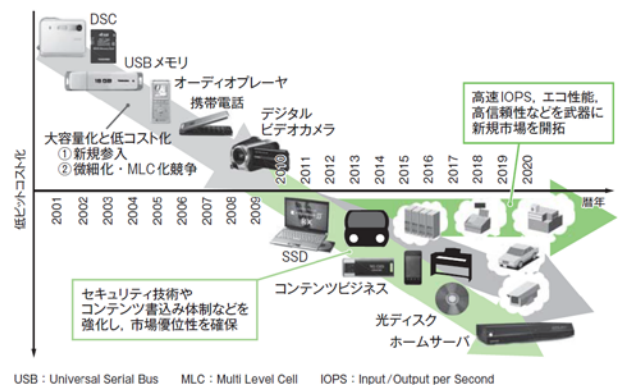 DSC
USBメモリ
16 GB
オーディオプレーヤ
携帯電話
デジタル
ビデオカメラ
大容量化と低コスト化
①新規参入
②微細化・MLC化競争
高速IOPS，エコ性能，
高信頼性などを武器に
新規市場を開拓
低ビットコスト化
2001
2002
2003
2004
2005
2006
2007
2008
2009
2010
2011
2012
2013
2014
2015
2016
2017
2018
2019
2020
暦年
SSD
コンテンツビジネス
光ディスク
ホームサーバ
セキュリティ技術や
コンテンツ書込み体制などを
強化し，市場優位性を確保
USB：Universal Serial Bus MLC：Multi Level Cell IOPS：Input/Output per Second